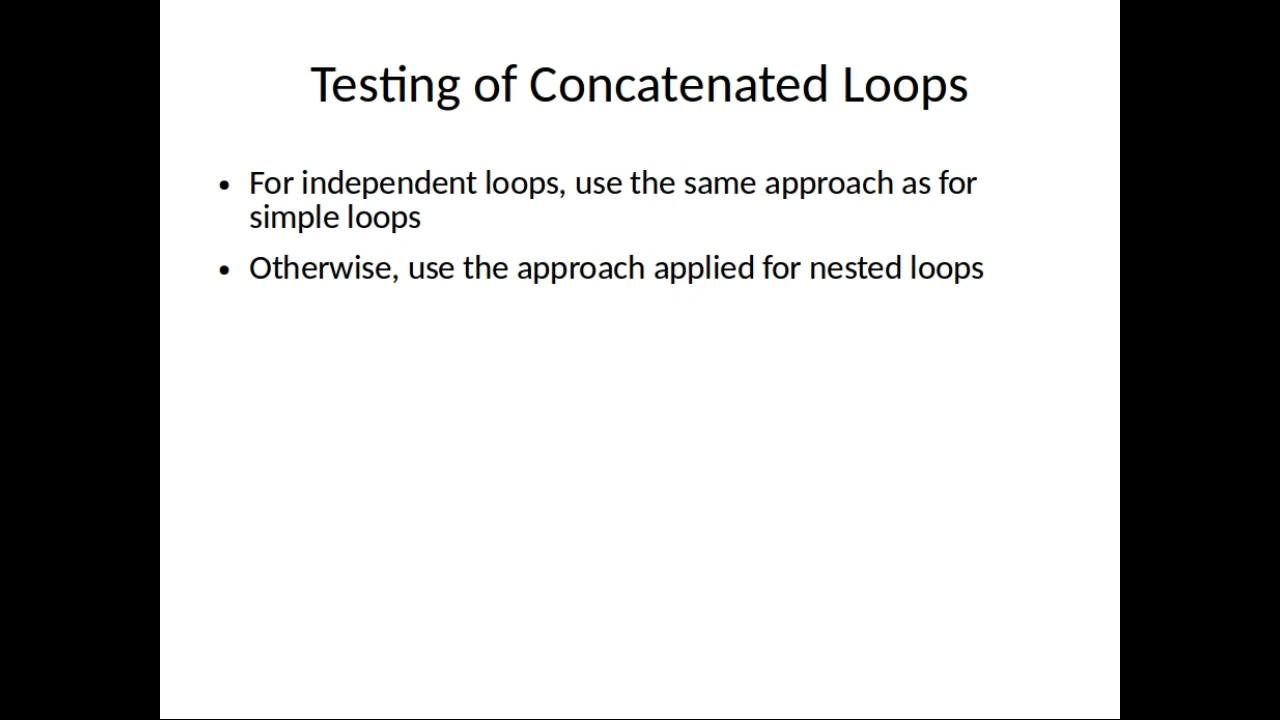 Testing of Concatenated Loops
• For independent loops, use the same approach as for
simple loops
• Otherwise, use the approach applied for nested loops